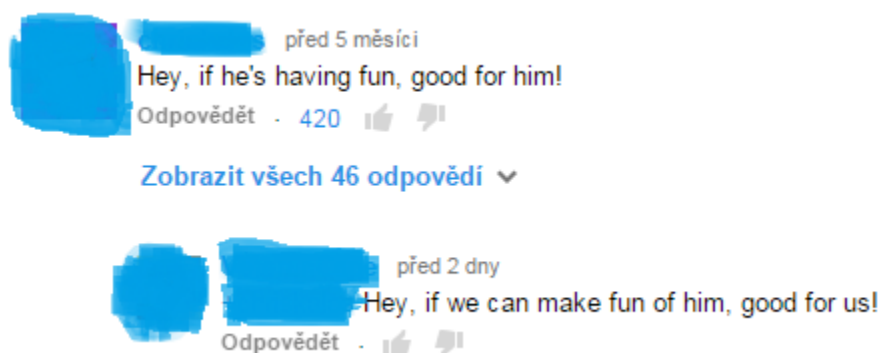 před 5 měsíci
Hey, if he's having fun, good for him!
Odpovědět · 420
Zobrazit všech 46 odpovědí
před 2 dny
Hey, if we can make fun of him, good for us!
Odpovědět ·